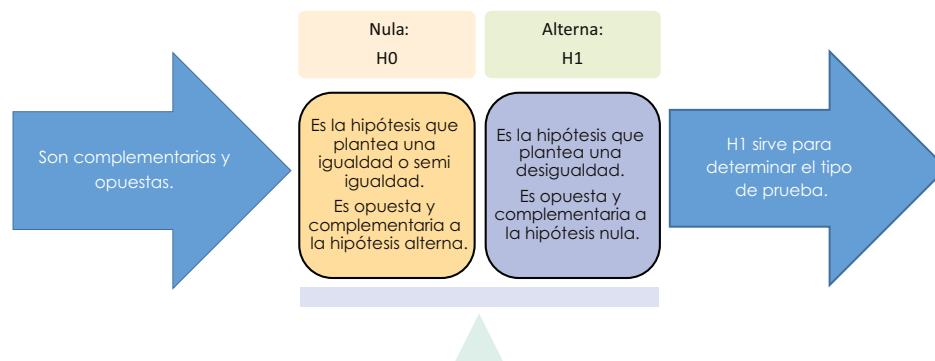 Nula:
H0
Alterna:
H1
Son complementarias y
opuestas.
Es la hipótesis que
plantea una
igualdad o semi
igualdad.
Es opuesta y
complementaria a
la hipótesis alterna.
Es la hipótesis que
plantea una
desigualdad.
Es opuesta y
complementaria a
la hipótesis nula.
H1 sirve para
determinar el tipo
de prueba.